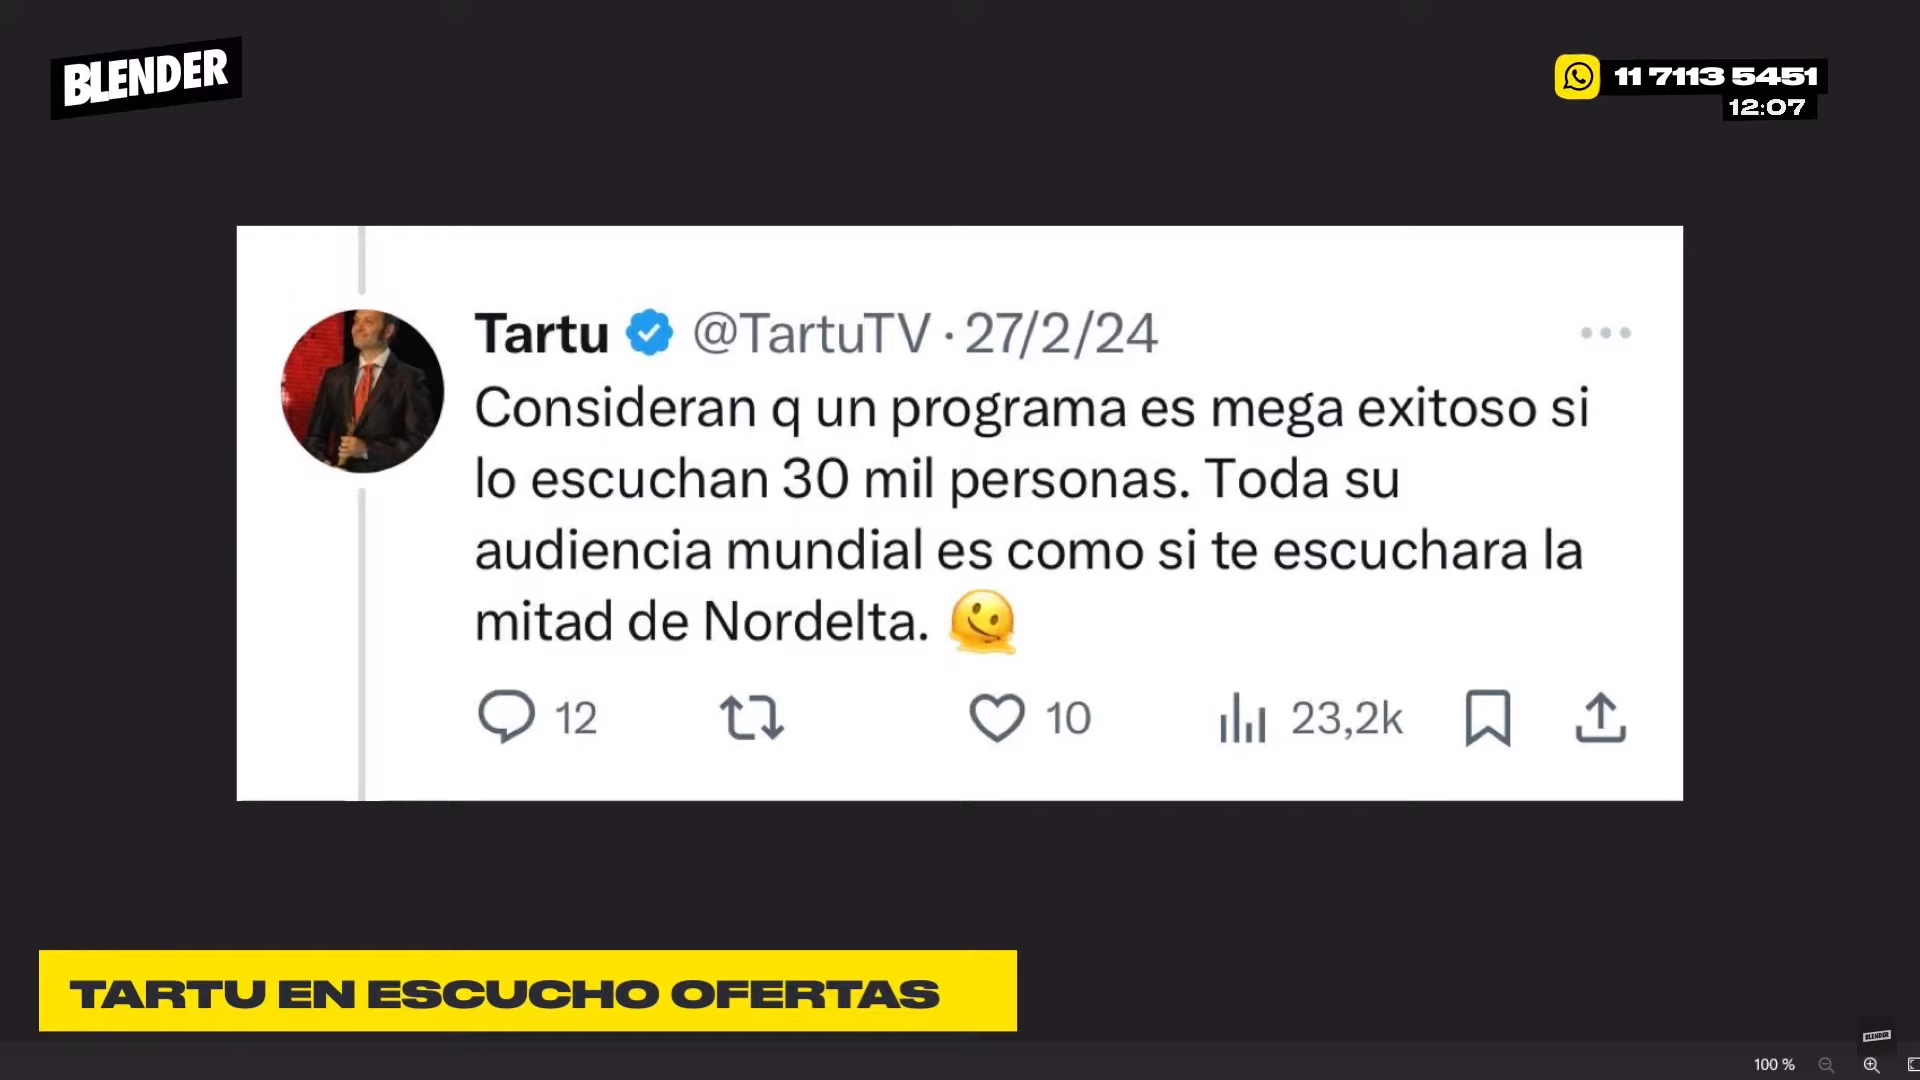 BLENDER
11 7113 5451
12:07
Tartu @TartuTV · 27/2/24
Consideran q un programa es mega exitoso si
lo escuchan 30 mil personas. Toda su
audiencia mundial es como si te escuchara la
mitad de Nordelta. 🫠
12 10 23,2k
TARTU EN ESCUCHO OFERTAS
BLENDER
100 %